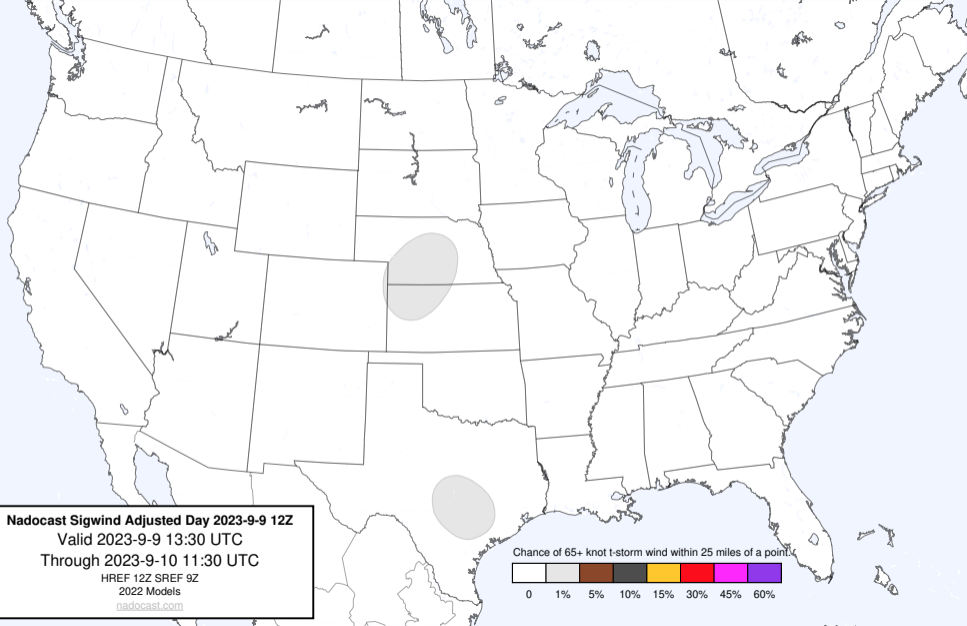 Nadocast Sigwind Adjusted Day 2023-9-9 12Z
Valid 2023-9-9 13:30 UTC
Through 2023-9-10 11:30 UTC
HREF 12Z SREF 9Z
2022 Models
nadocast.com
Chance of 65+ knot t-storm wind within 25 miles of a point.
0 1% 5% 10% 15% 30% 45% 60%